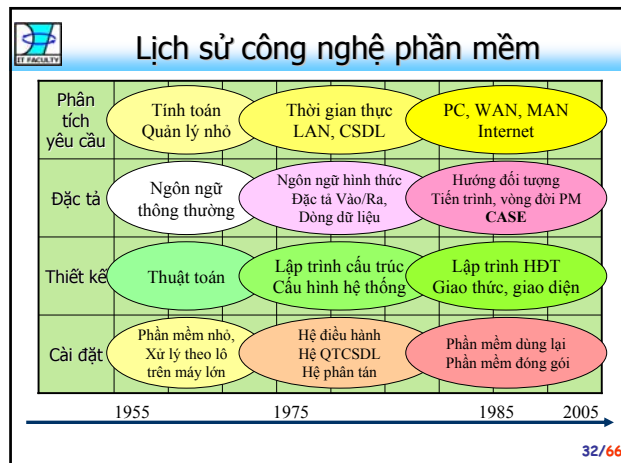 IT FACULTY
Lịch sử công nghệ phần mềm
Phân
tích
yêu cầu
Tính toán
Quản lý nhỏ
Thời gian thực
LAN, CSDL
PC, WAN, MAN
Internet
Đặc tả
Ngôn ngữ
thông thường
Ngôn ngữ hình thức
Đặc tả Vào/Ra,
Dòng dữ liệu
Hướng đối tượng
Tiến trình, vòng đời PM
CASE
Thiết kế
Thuật toán
Lập trình cấu trúc
Cấu hình hệ thống
Lập trình HĐT
Giao thức, giao diện
Cài đặt
Phần mềm nhỏ,
Xử lý theo lô
trên máy lớn
Hệ điều hành
Hệ QTCSDL
Hệ phân tán
Phần mềm dùng lại
Phần mềm đóng gói
1955 1975 1985 2005
32/66